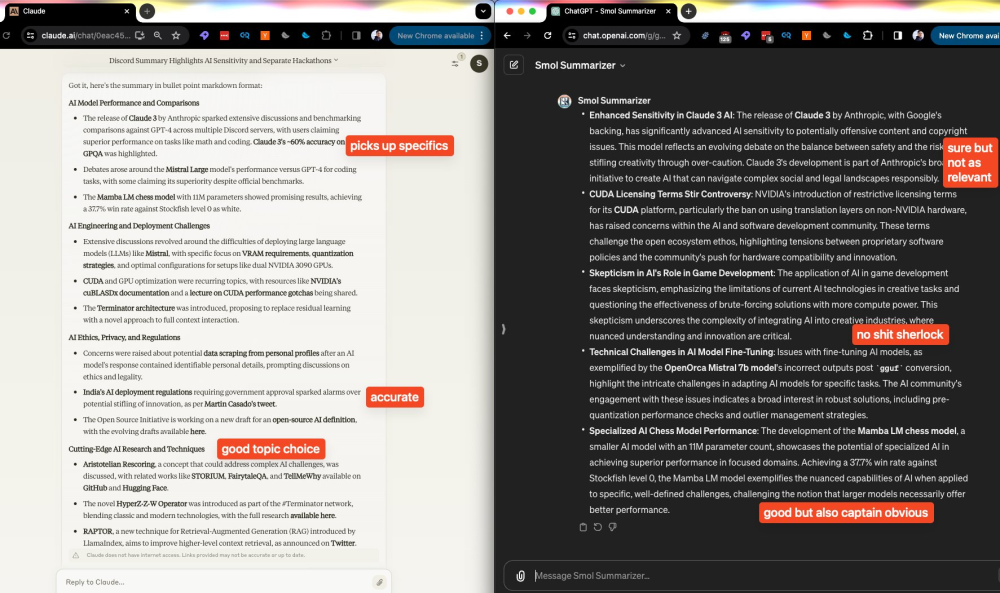 Claude
claude.ai/chat/0eac45...
New Chrome available
Discord Summary Highlights AI Sensitivity and Separate Hackathons
1
S
Got it, here's the summary in bullet point markdown format:
AI Model Performance and Comparisons
• The release of Claude 3 by Anthropic sparked extensive discussions and benchmarking
comparisons against GPT-4 across multiple Discord servers, with users claiming
superior performance on tasks like math and coding. Claude 3's ~60% accuracy on
GPQA was highlighted.
picks up specifics
• Debates arose around the Mistral Large model's performance versus GPT-4 for coding
tasks, with some claiming its superiority despite official benchmarks.
• The Mamba LM chess model with 11M parameters showed promising results, achieving
a 37.7% win rate against Stockfish level 0 as white.
AI Engineering and Deployment Challenges
• Extensive discussions revolved around the difficulties of deploying large language
models (LLMs) like Mistral, with specific focus on VRAM requirements, quantization
strategies, and optimal configurations for setups like dual NVIDIA 3090 GPUs.
• CUDA and GPU optimization were recurring topics, with resources like NVIDIA's
cuBLASDx documentation and a lecture on CUDA performance gotchas being shared.
• The Terminator architecture was introduced, proposing to replace residual learning
with a novel approach to full context interaction.
AI Ethics, Privacy, and Regulations
• Concerns were raised about potential data scraping from personal profiles after an AI
model's response contained identifiable personal details, prompting discussions on
ethics and legality.
• India's AI deployment regulations requiring government approval sparked alarms over
potential stifling of innovation, as per Martin Casado's tweet.
accurate
• The Open Source Initiative is working on a new draft for an open-source AI definition,
with the evolving drafts available here.
Cutting-Edge AI Research and Techniques
good topic choice
• Aristotelian Rescoring, a concept that could address complex AI challenges, was
discussed, with related works like STORIUM, FairytaleQA, and TellMeWhy available on
GitHub and Hugging Face.
• The novel HyperZ-Z-W Operator was introduced as part of the #Terminator network,
blending classic and modern technologies, with the full research available here.
• RAPTOR, a new technique for Retrieval-Augmented Generation (RAG) introduced by
LlamaIndex, aims to improve higher-level context retrieval, as announced on Twitter.
Claude does not have internet access. Links provided may not be accurate or up to date.
Reply to Claude...
ChatGPT - Smol Summarizer
chat.openai.com/g/g...
125
New Chrome avai
Smol Summarizer
Smol Summarizer
• Enhanced Sensitivity in Claude 3 AI: The release of Claude 3 by Anthropic, with Google's
backing, has significantly advanced AI sensitivity to potentially offensive content and copyright
issues. This model reflects an evolving debate on the balance between safety and the risk
stifling creativity through over-caution. Claude 3's development is part of Anthropic's bro
initiative to create AI that can navigate complex social and legal landscapes responsibly.
sure but
not as
relevant
• CUDA Licensing Terms Stir Controversy: NVIDIA's introduction of restrictive licensing terms
for its CUDA platform, particularly the ban on using translation layers on non-NVIDIA hardware,
has raised concerns within the AI and software development community. These terms
challenge the open ecosystem ethos, highlighting tensions between proprietary software
policies and the community's push for hardware compatibility and innovation.
• Skepticism in AI's Role in Game Development: The application of AI in game development
faces skepticism, emphasizing the limitations of current AI technologies in creative tasks and
questioning the effectiveness of brute-forcing solutions with more compute power. This
skepticism underscores the complexity of integrating AI into creative industries, where
nuanced understanding and innovation are critical.
no shit sherlock
• Technical Challenges in AI Model Fine-Tuning: Issues with fine-tuning AI models, as
exemplified by the OpenOrca Mistral 7b model's incorrect outputs post `gguf` conversion,
highlight the intricate challenges in adapting AI models for specific tasks. The AI community's
engagement with these issues indicates a broad interest in robust solutions, including pre-
quantization performance checks and outlier management strategies.
• Specialized AI Chess Model Performance: The development of the Mamba LM chess model, a
smaller AI model with an 11M parameter count, showcases the potential of specialized AI in
achieving superior performance in focused domains. Achieving a 37.7% win rate against
Stockfish level 0, the Mamba LM model exemplifies the nuanced capabilities of AI when applied
to specific, well-defined challenges, challenging the notion that larger models necessarily offer
better performance.
good but also captain obvious
Message Smol Summarizer...